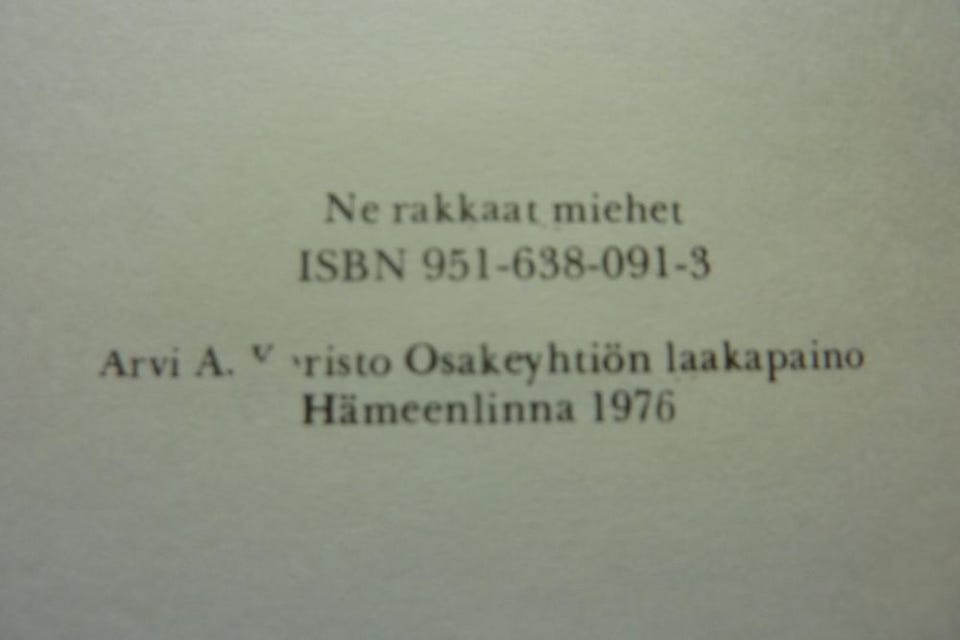 Ne rakkaat miehet
ISBN 951-638-091-3
Arvi A. Osakeyhtiön laakapaino
Hämeenlinna 1976